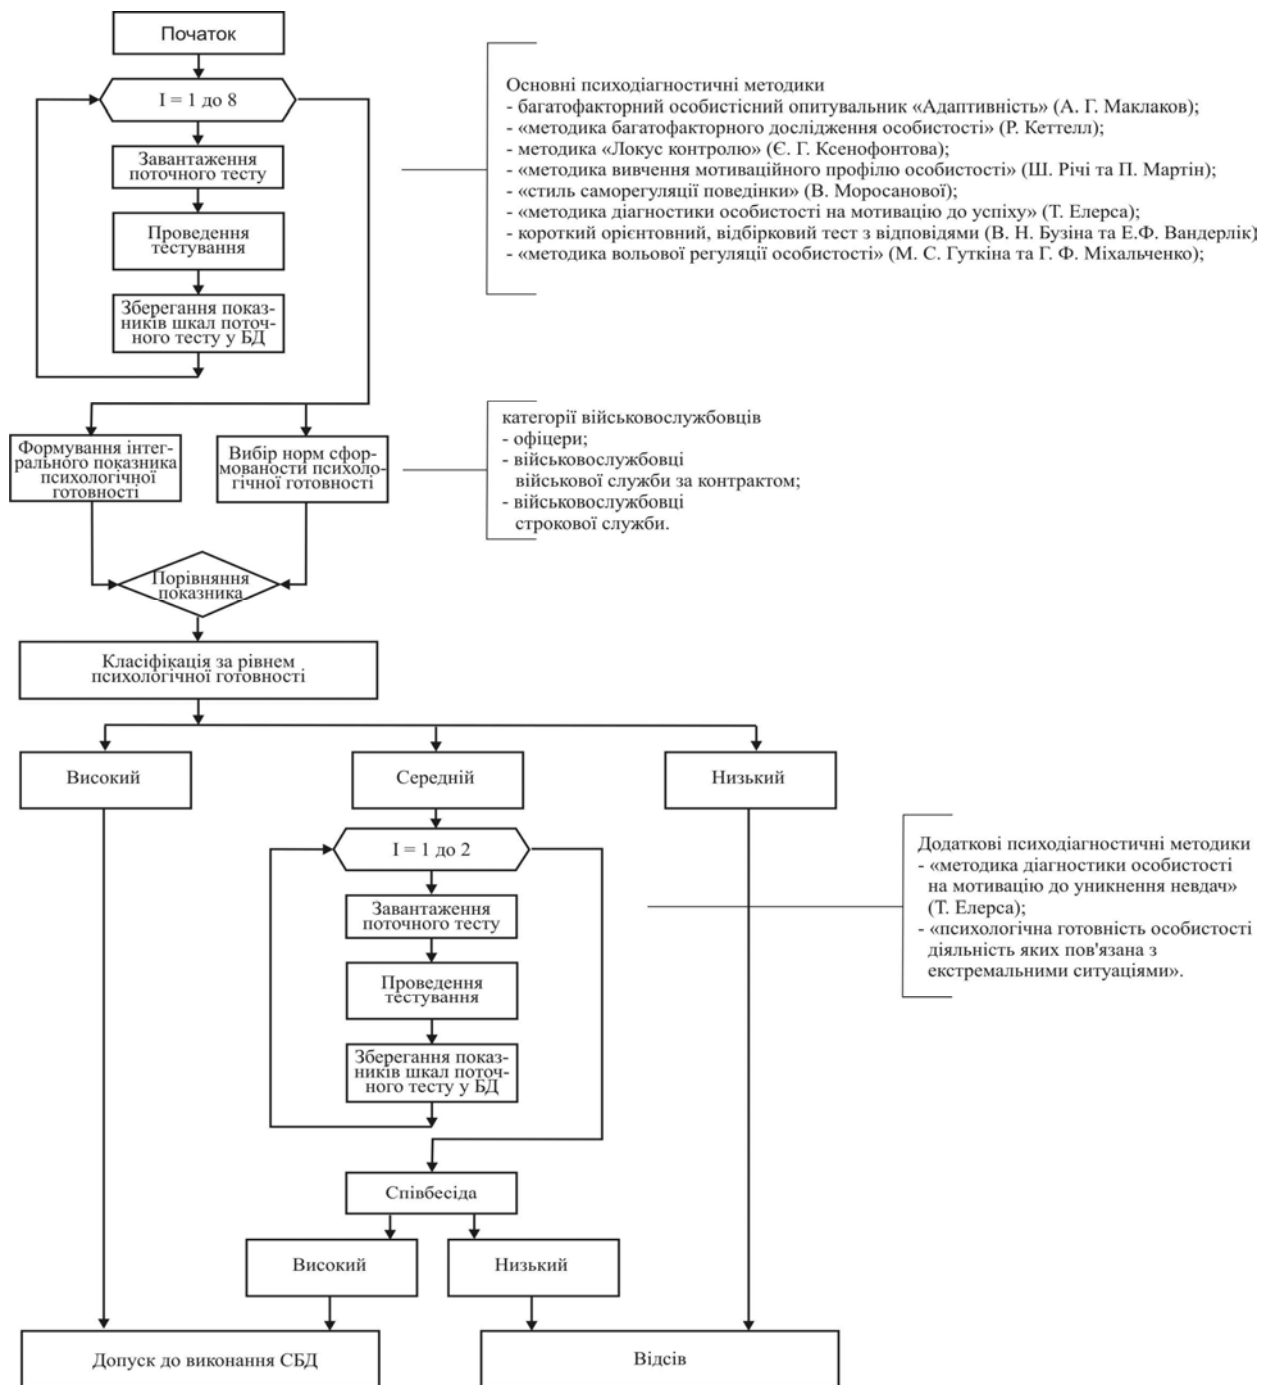 Початок
I = 1 до 8
Завантаження
поточного тесту
Проведення
тестування
Зберегання показ-
ників шкал поточ-
ного тесту у БД
Основні психодіагностичні методики
- багатофакторний особистісний опитувальник «Адаптивність» (А. Г. Маклаков);
- «методика багатофакторного дослідження особистості» (Р. Кеттелл);
- методика «Локус контролю» (Є. Г. Ксенофонтова);
- «методика вивчення мотиваційного профілю особистості» (Ш. Річі та П. Мартін);
- «стиль саморегуляції поведінки» (В. Моросанової);
- «методика діагностики особистості на мотивацію до успіху» (Т. Елерса);
- короткий орієнтовний, відбірковий тест з відповідями (В. Н. Бузіна та Е.Ф. Вандерлік)
- «методика вольової регуляції особистості» (М. С. Гуткіна та Г. Ф. Міхальченко);
Формування інтег-
рального показника
психологічної
готовності
Вибір норм сфор-
мованости психоло-
гічної готовності
категорії військовослужбовців
- офіцери;
- військовослужбовці
військової служби за контрактом;
- військовослужбовці
строкової служби.
Порівняння
показника
Класіфікація за рівнем
психологічної готовності
Високий
Середній
Низький
I = 1 до 2
Завантаження
поточного тесту
Проведення
тестування
Зберегання показ-
ників шкал поточ-
ного тесту у БД
Додаткові психодіагностичні методики
- «методика діагностики особистості
на мотивацію до уникнення невдач»
(Т. Елерса);
- «психологічна готовність особистості
діяльність яких пов'язана з
екстремальними ситуаціями».
Співбесіда
Високий
Низький
Допуск до виконання СБД
Відсів